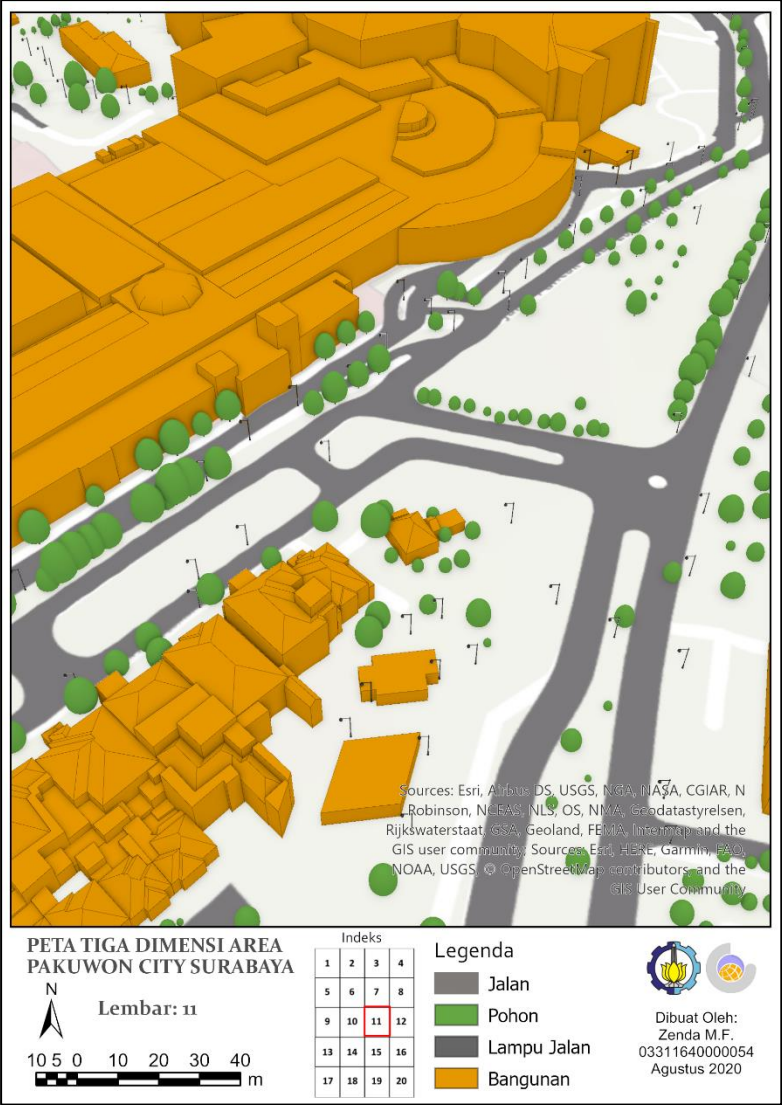 Sources: Esri, Airbus DS, USGS, NGA, NASA, CGIAR, N
Robinson, NCEAS, NLS, OS, NMA, Geodatastyrelsen,
Rijkswaterstaat, GSA, Geoland, FEMA, Intermap and the
GIS user community; Sources: Esri, HERE, Garmin, FAO,
NOAA, USGS, © OpenStreetMap contributors, and the
GIS User Community
PETA TIGA DIMENSI AREA
PAKUWON CITY SURABAYA
N
Lembar: 11
10 5 0 10 20 30 40
m
Indeks
1 2 3 4
5 6 7 8
9 10 11 12
13 14 15 16
17 18 19 20
Legenda
Jalan
Pohon
Lampu Jalan
Bangunan
Dibuat Oleh:
Zenda M.F.
03311640000054
Agustus 2020